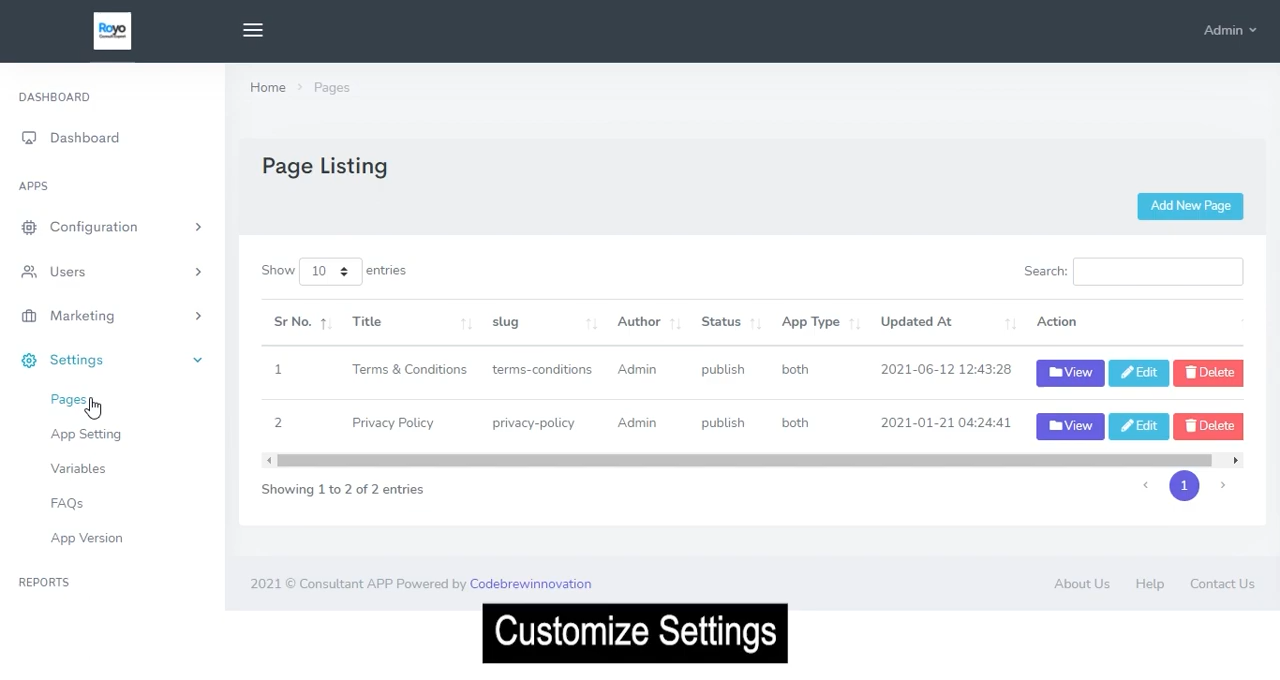 Royo
Admin
DASHBOARD
Dashboard
APPS
Configuration
Users
Marketing
Settings
Pages
App Setting
Variables
FAQs
App Version
REPORTS
Home > Pages
Page Listing
Add New Page
Show 10 entries
Search:
Sr No. Title slug Author Status App Type Updated At Action
1 Terms & Conditions terms-conditions Admin publish both 2021-06-12 12:43:28 View Edit Delete
2 Privacy Policy privacy-policy Admin publish both 2021-01-21 04:24:41 View Edit Delete
Showing 1 to 2 of 2 entries
< 1 >
2021 © Consultant APP Powered by Codebrewinnovation
About Us Help Contact Us
Customize Settings